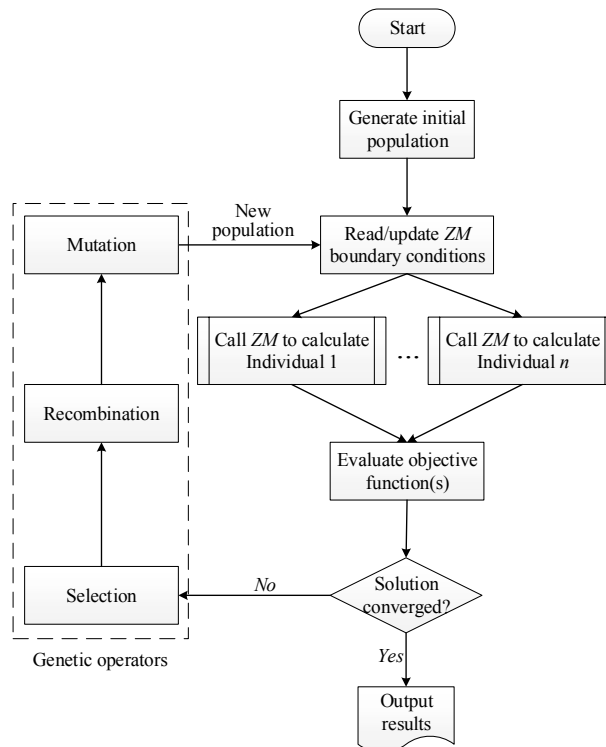 Start
Generate initial
population
New
population
Mutation
Read/update ZM
boundary conditions
Call ZM to calculate
Individual 1
...
Call ZM to calculate
Individual n
Recombination
Evaluate objective
function(s)
Solution
converged?
No
Selection
Genetic operators
Yes
Output
results